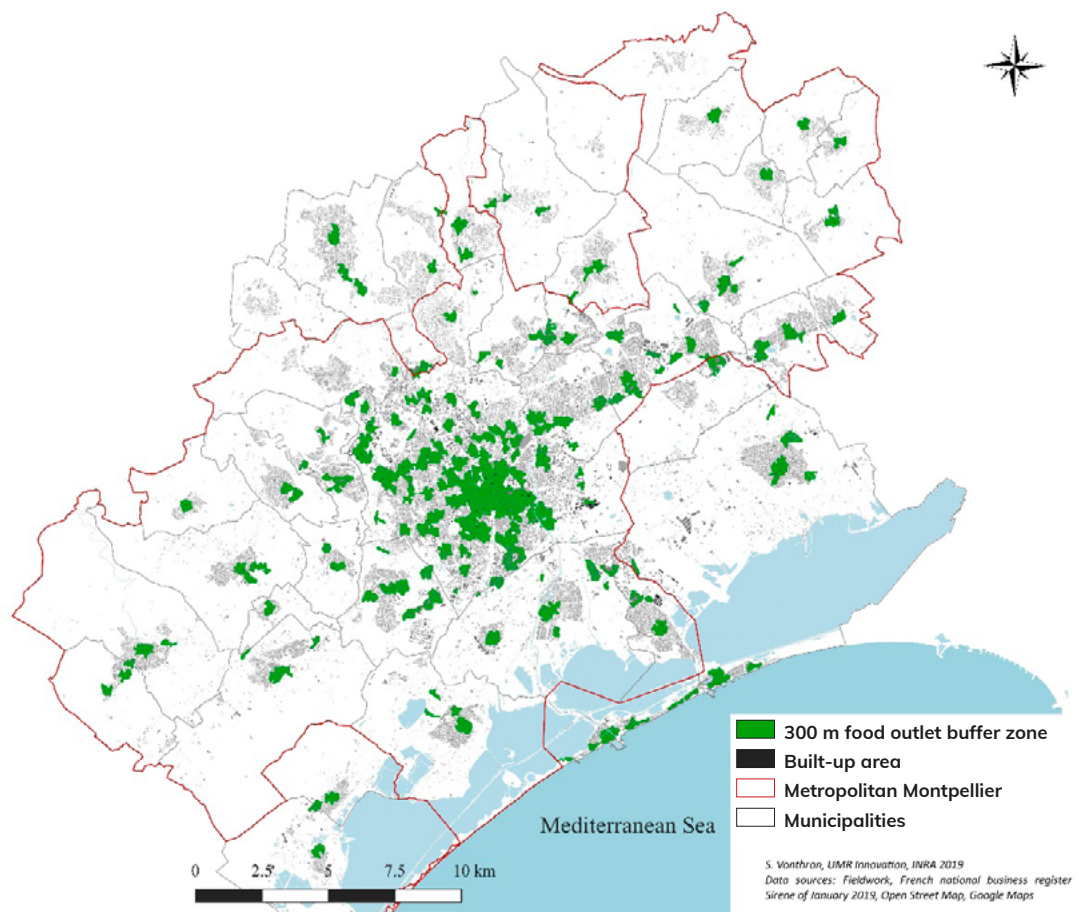 300 m food outlet buffer zone
Built-up area
Metropolitan Montpellier
Municipalities
Mediterranean Sea
0 2.5' 5 7.5 10 km
S. Vonthron, UMR Innovation, INRA 2019
Data sources: Fieldwork, French national business register
Sirene of January 2019, Open Street Map, Google Maps